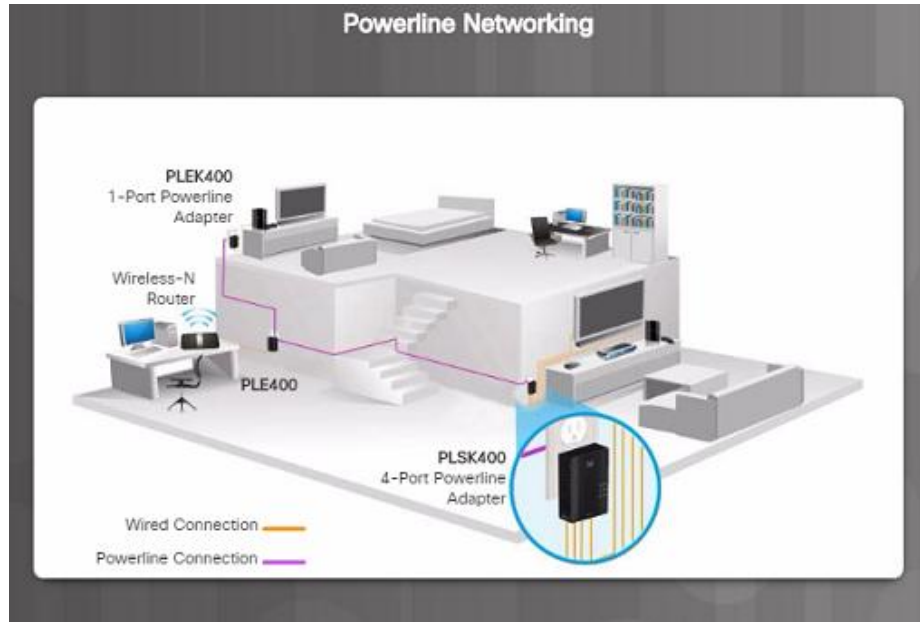 Powerline Networking
PLEK400
1-Port Powerline
Adapter
Wireless-N
Router
PLE400
PLSK400
4-Port Powerline
Adapter
Wired Connection
Powerline Connection